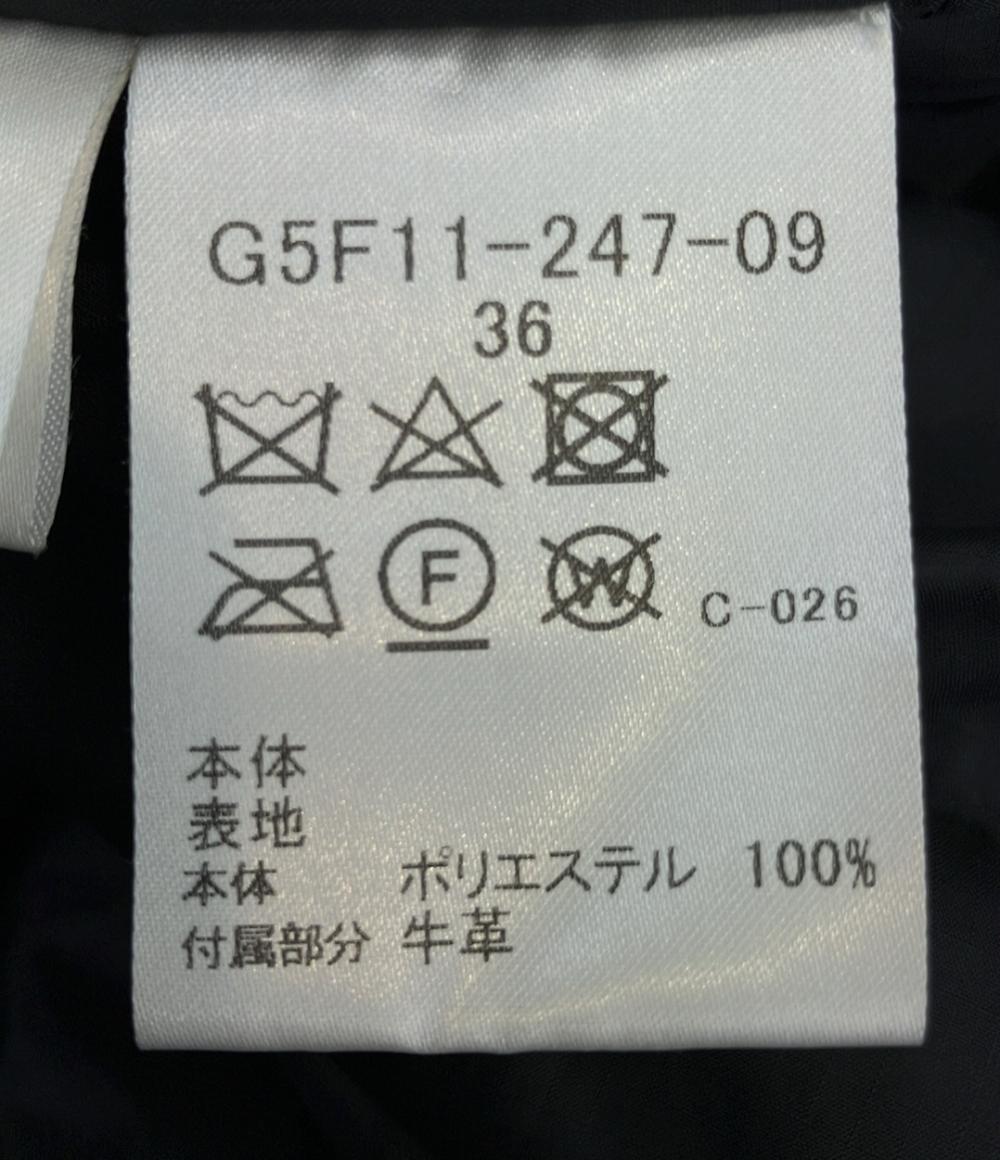 G5F11-247-09
36
F
W
C-026
本体
表地
本体 ポリエステル 100%
付属部分 牛革